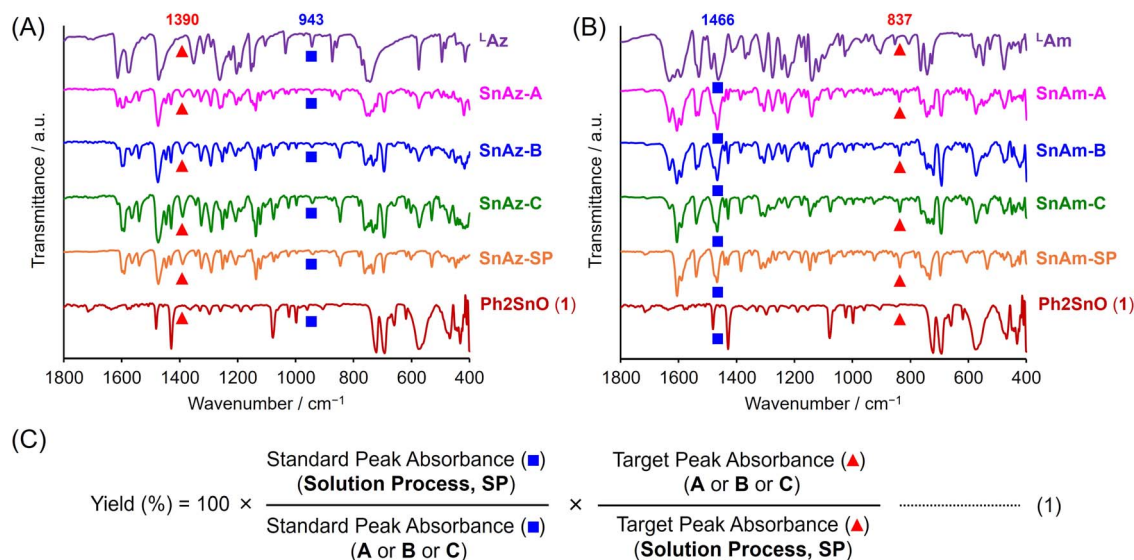 (A)
1390 943
ᴸAz
SnAz-A
SnAz-B
SnAz-C
SnAz-SP
Ph2SnO (1)
Transmittance / a.u.
1800 1600 1400 1200 1000 800 600 400
Wavenumber / cm⁻¹
(B)
1466 837
ᴸAm
SnAm-A
SnAm-B
SnAm-C
SnAm-SP
Ph2SnO (1)
Transmittance / a.u.
1800 1600 1400 1200 1000 800 600 400
Wavenumber / cm⁻¹
(C)
Yield (%) = 100 ×
Standard Peak Absorbance (■)
(Solution Process, SP)
Standard Peak Absorbance (■)
(A or B or C)
×
Target Peak Absorbance (▲)
(A or B or C)
Target Peak Absorbance (▲)
(Solution Process, SP)
(1)